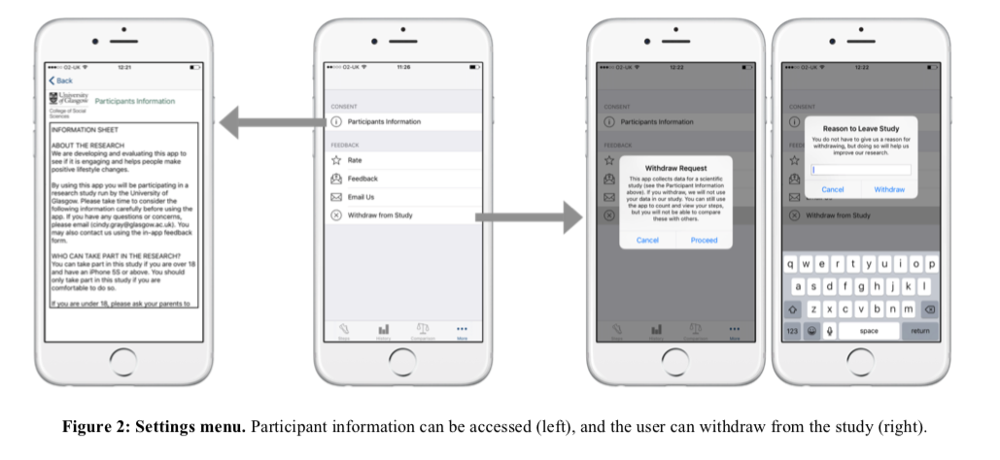 ●●●○○ O2-UK 12:21
Back
University
of Glasgow
College of Social
Sciences
Participants Information
INFORMATION SHEET
ABOUT THE RESEARCH
We are developing and evaluating this app to
see if it is engaging and helps people make
positive lifestyle changes.
By using this app you will be participating in a
research study run by the University of
Glasgow. Please take time to consider the
following information carefully before using the
app. If you have any questions or concerns,
please email (cindy.gray@glasgow.ac.uk). You
may also contact us using the in-app feedback
form.
WHO CAN TAKE PART IN THE RESEARCH?
You can take part in this study if you are over 18
and have an iPhone 5S or above. You should
only take part in this study if you are
comfortable to do so.
If you are under 18, please ask your parents to
O2-UK 11:26
CONSENT
Participants Information
FEEDBACK
Rate
Feedback
Email Us
Withdraw from Study
Steps History Comparison More
O2-UK 12:22
CONSENT
Participants Information
FEEDBACK
Withdraw Request
This app collects data for a scientific
study (see the Participant Information
above). If you withdraw, we will not use
your data in our study. You can still use
the app to count and view your steps,
but you will not be able to compare
these with others.
Cancel Proceed
Steps History Comparison More
O2-UK 12:22
CONSENT
Reason to Leave Study
You do not have to give us a reason for
withdrawing, but doing so will help us
improve our research.
Cancel Withdraw
Withdraw from Study
q w e r t y u i o p
a s d f g h j k l
z x c v b n m
123 space return
Figure 2: Settings menu. Participant information can be accessed (left), and the user can withdraw from the study (right).